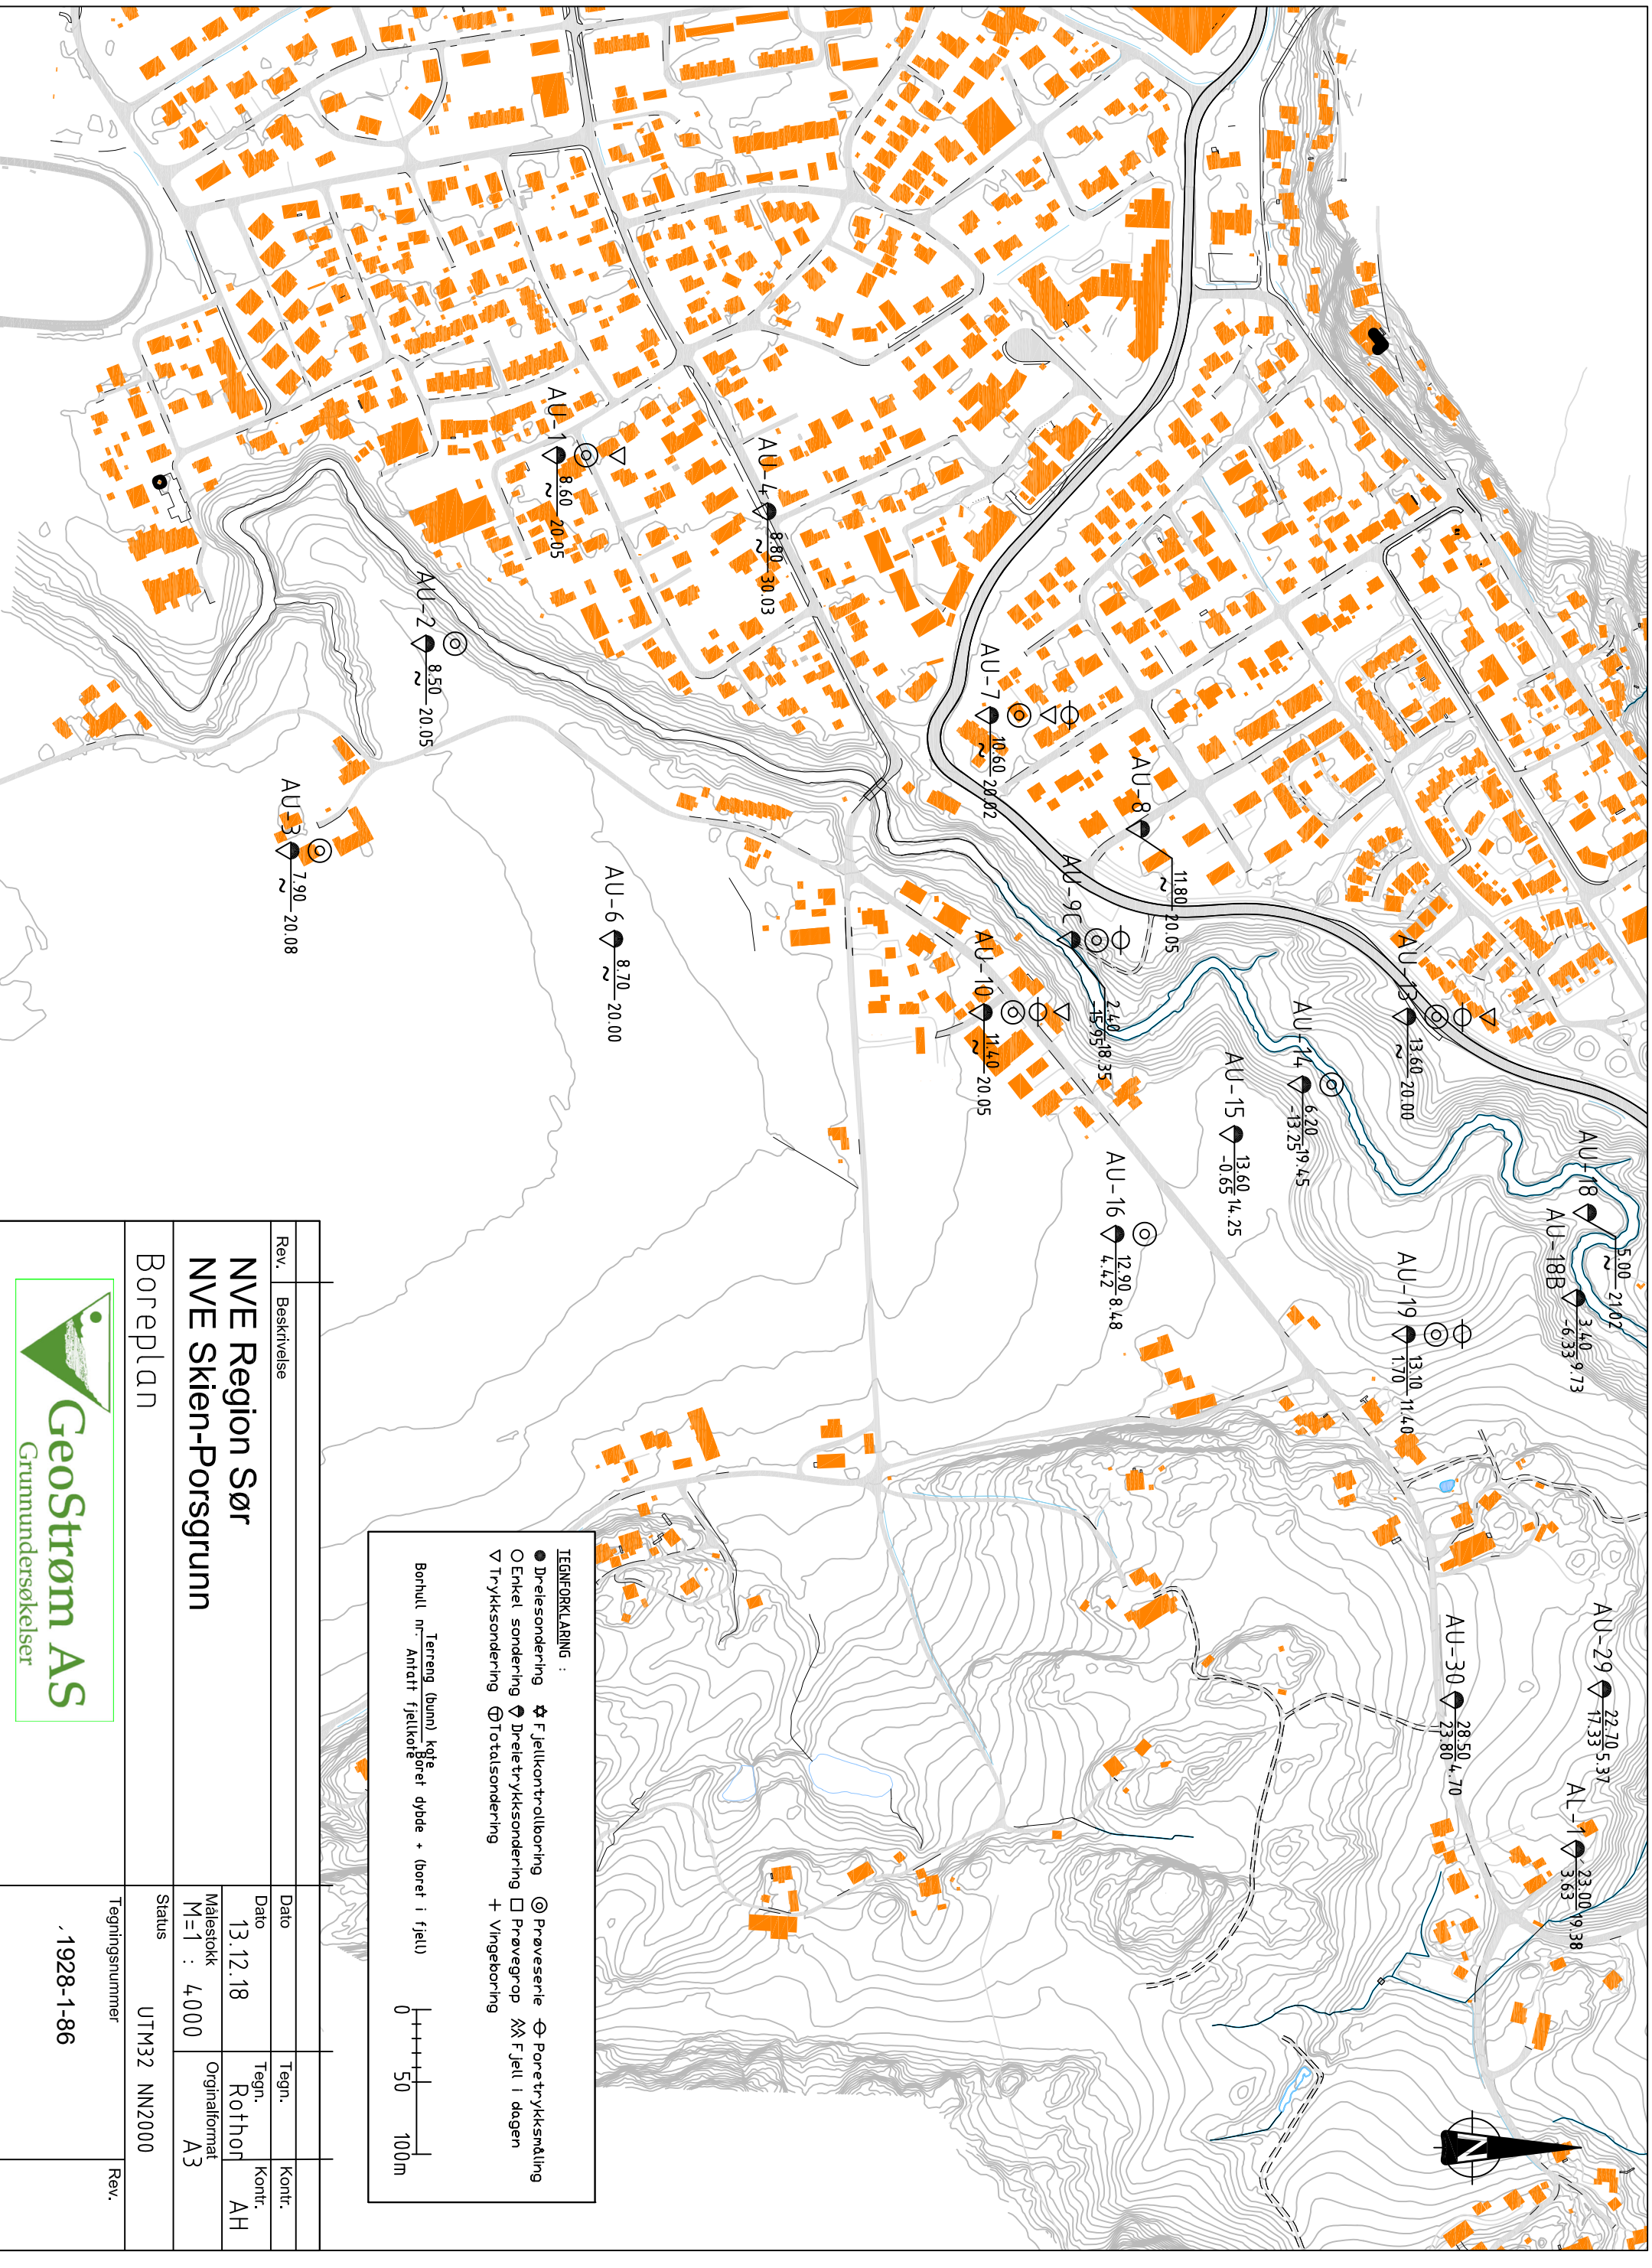 AU-1 8.60 20.05
~
AU-2 8.50 20.05
~
AU-3 7.90 20.08
~
AU-4 8.80 30.03
~
AU-6 8.70 20.00
~
AU-7 10.60 20.02
~
AU-8 11.80 20.05
~
AU-9C 2.40 18.35
-15.95
AU-10 11.40 20.05
~
AU-13 13.60 20.00
~
AU-14 6.20 19.45
-13.25
AU-15 13.60 14.25
-0.65
AU-16 12.90 8.48
4.42
AU-18 5.00 21.02
~
AU-18B 3.40 9.73
-6.33
AU-19 13.10 11.40
1.70
AU-29 22.70 5.37
17.33
AU-30 28.50 4.70
23.80
AL-1 23.00 19.38
3.63
N
TEGNFORKLARING :
Dreiesondering Fjellkontrollboring Prøveserie Poretrykksmåling
Enkel sondering Dreietrykksondering Prøvegrop Fjell i dagen
Trykksondering Totalsondering Vingeboring
Terreng (bunn) kote
Borhull nr. Boret dybde + (boret i fjell)
Antatt fjellkote
0 50 100m
Rev. Beskrivelse Dato Tegn. Kontr.
NVE Region Sør
NVE Skien-Porsgrunn
Dato 13.12.18
Tegn. Rothon
Kontr. AH
Målestokk M=1 : 4000
Orginalformat A3
Boreplan
Status
UTM32 NN2000
GeoStrøm AS
Grunnundersøkelser
Tegningsnummer
, 1928-1-86
Rev.